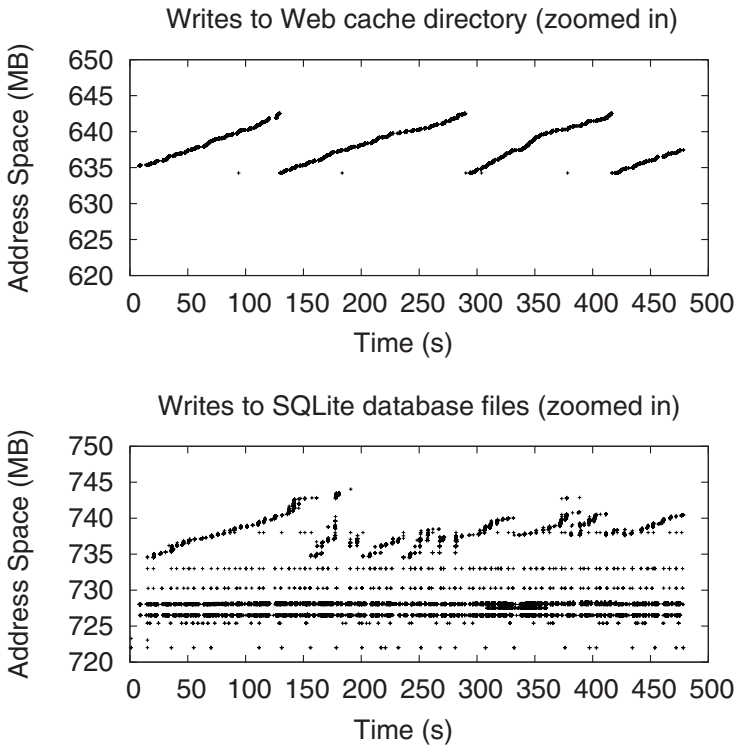 Writes to Web cache directory (zoomed in)
Address Space (MB)
650
645
640
635
630
625
620
0 50 100 150 200 250 300 350 400 450 500
Time (s)
Writes to SQLite database files (zoomed in)
Address Space (MB)
750
745
740
735
730
725
720
0 50 100 150 200 250 300 350 400 450 500
Time (s)